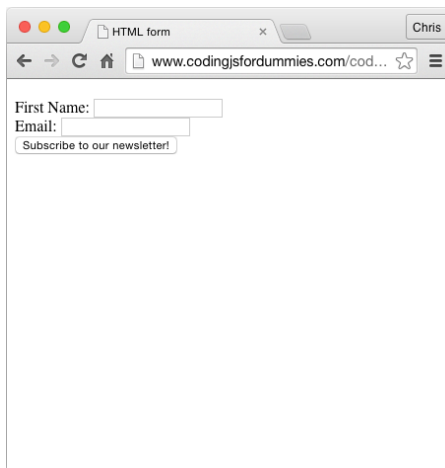 HTML form
Chris
www.codingjsfordummies.com/cod...
First Name:
Email:
Subscribe to our newsletter!